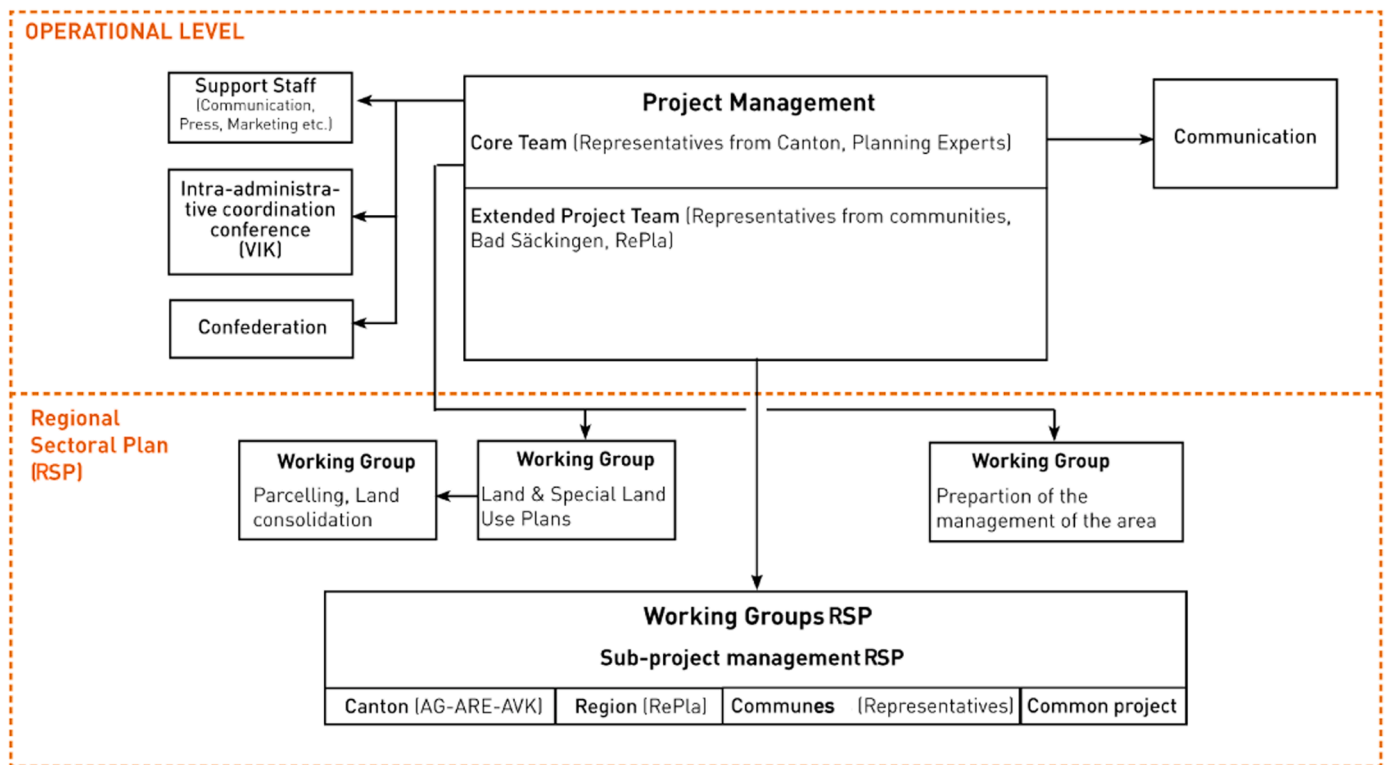 OPERATIONAL LEVEL
Support Staff
(Communication,
Press, Marketing etc.)
Intra-administra-
tive coordination
conference
(VIK)
Confederation
Project Management
Core Team (Representatives from Canton, Planning Experts)
Extended Project Team (Representatives from communities,
Bad Säckingen, RePla)
Communication
Regional
Sectoral Plan
(RSP)
Working Group
Parcelling, Land
consolidation
Working Group
Land & Special Land
Use Plans
Working Group
Prepartion of the
management of the area
Working Groups RSP
Sub-project management RSP
Canton (AG-ARE-AVK)
Region (RePla)
Communes (Representatives)
Common project